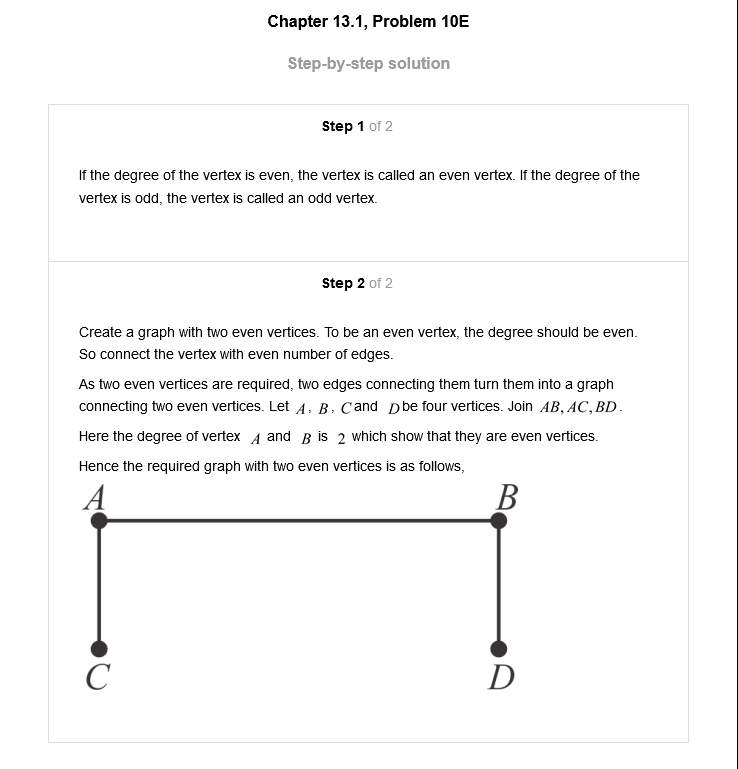 Chapter 13.1, Problem 10E
Step-by-step solution
Step 1 of 2
If the degree of the vertex is even, the vertex is called an even vertex. If the degree of the
vertex is odd, the vertex is called an odd vertex.
Step 2 of 2
Create a graph with two even vertices. To be an even vertex, the degree should be even.
So connect the vertex with even number of edges.
As two even vertices are required, two edges connecting them turn them into a graph
connecting two even vertices. Let A, B, C and D be four vertices. Join AB, AC, BD.
Here the degree of vertex A and B is 2 which show that they are even vertices.
Hence the required graph with two even vertices is as follows,
A B
C D